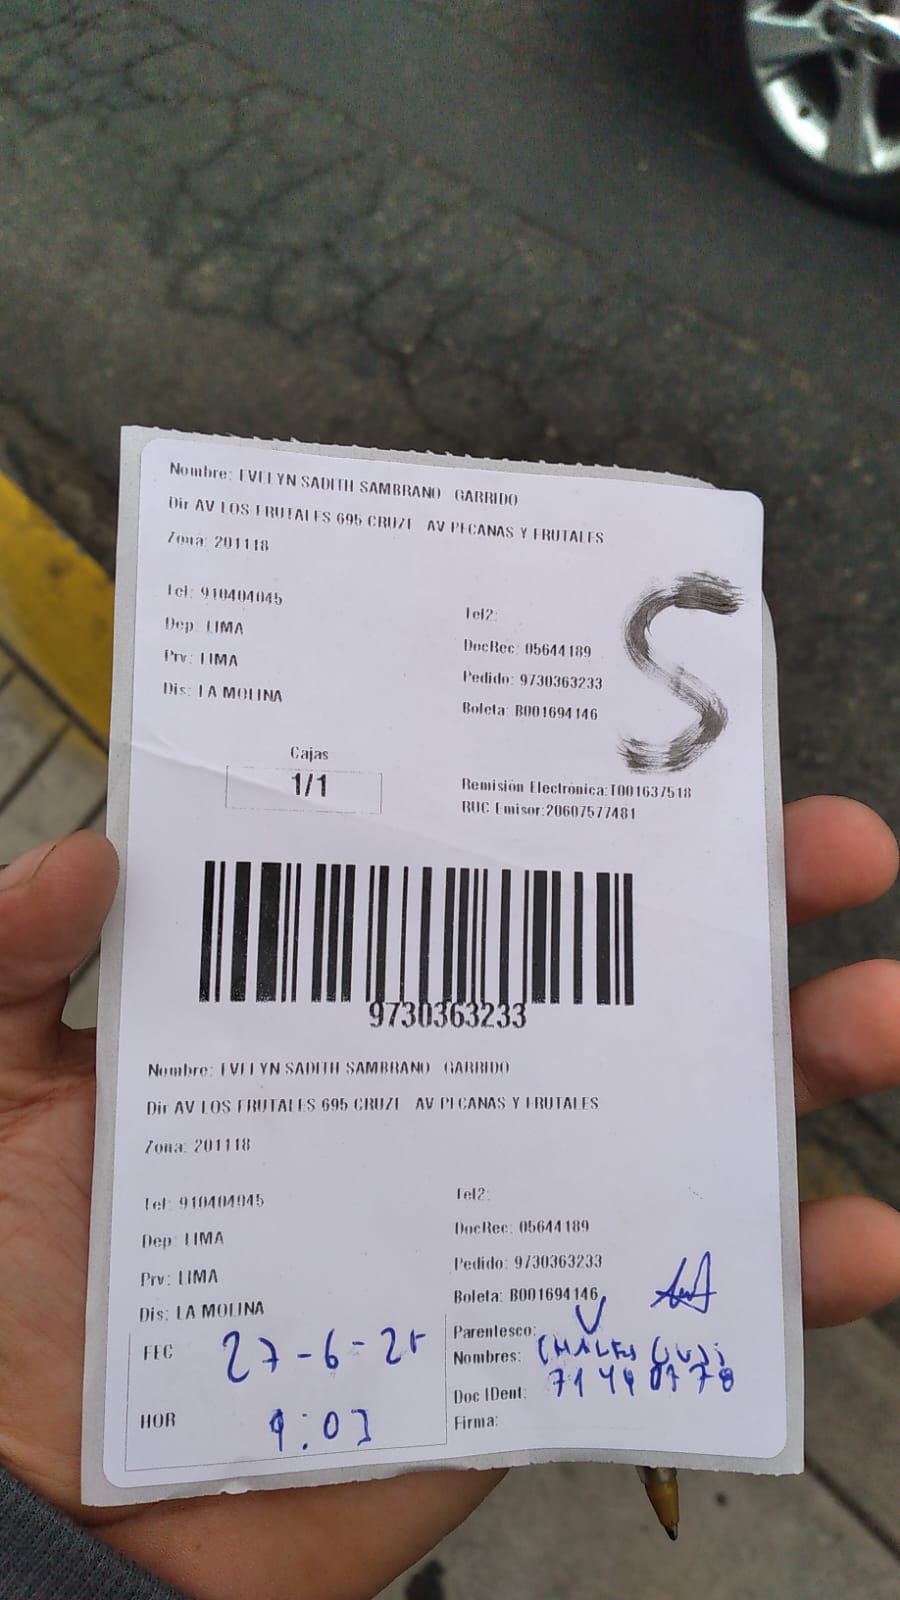 Nombre: EVELYN SADITH SAMBRANO GARRIDO
Dir AV LOS FRUTALES 695 CRUZE AV PECANAS Y FRUTALES
Zona: 201118
Tel: 910404045
Tel2:
Dep: LIMA
DocRec: 05644189
Prv: LIMA
Pedido: 9730363233
Dis: LA MOLINA
Boleta: B001694146
S
Cajas
1/1
Remisión Electrónica:T001637518
RUC Emisor:20607577481
9730363233
Nombre: EVELYN SADITH SAMBRANO GARRIDO
Dir AV LOS FRUTALES 695 CRUZE AV PECANAS Y FRUTALES
Zona: 201118
Tel: 910404045
Tel2:
Dep: LIMA
DocRec: 05644189
Prv: LIMA
Pedido: 9730363233
Dis: LA MOLINA
Boleta: B001694146
FEC 27-6-25
Parentesco: V
Nombres:
Doc IDent:
HOR 9:03
Firma: